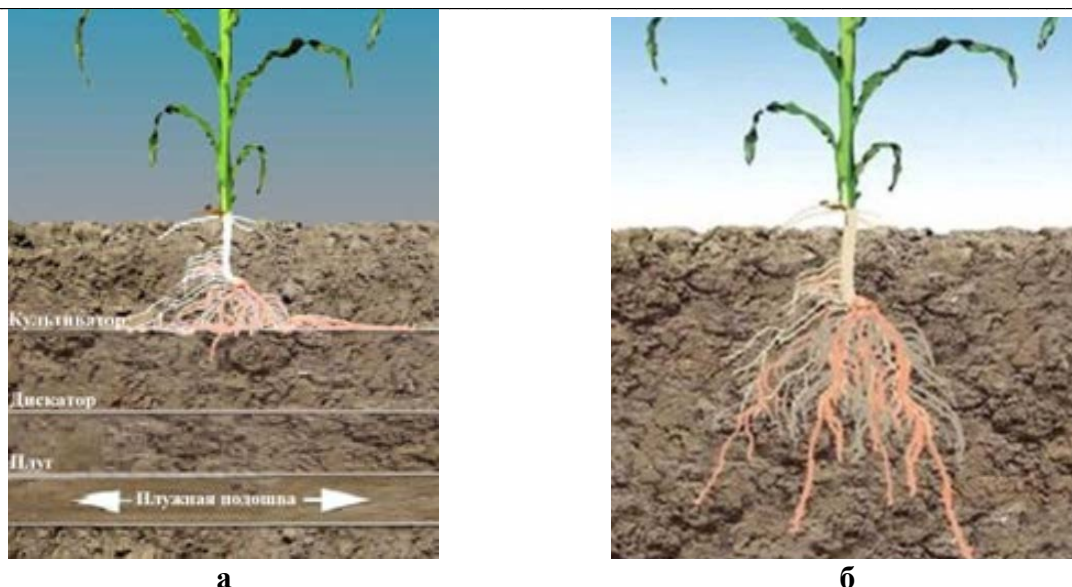 Культиватор
Дискатор
Плуг
Плужная подошва
а
б